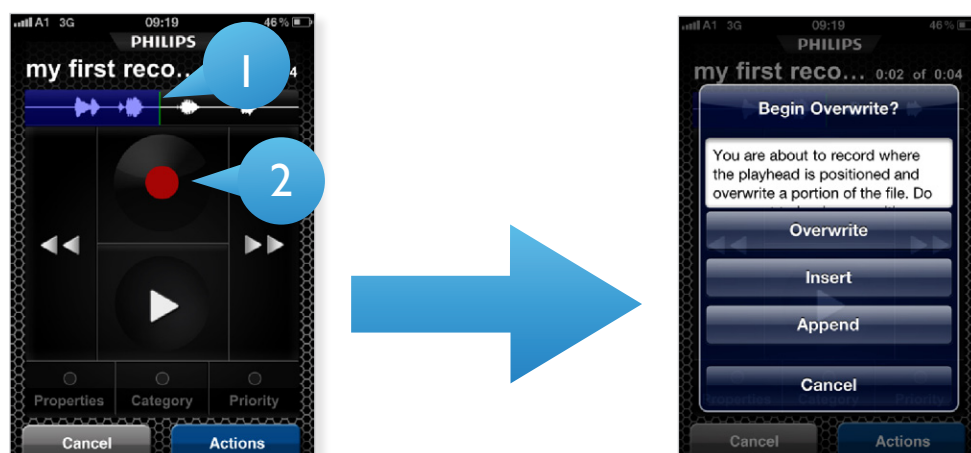 A1 3G 09:19 46%
PHILIPS
my first reco... 4
1
2
Properties Category Priority
Cancel Actions
A1 3G 09:19 46%
PHILIPS
my first reco... 0:02 of 0:04
Begin Overwrite?
You are about to record where
the playhead is positioned and
overwrite a portion of the file. Do
Overwrite
Insert
Append
Cancel
Properties Category Priority
Cancel Actions